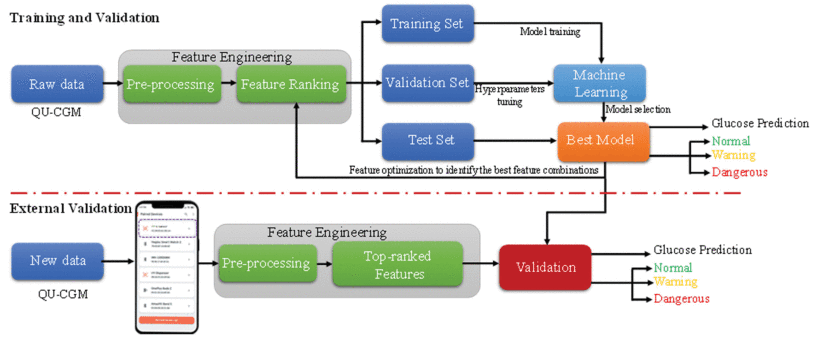 Training and Validation
Training Set
Model training
Feature Engineering
Raw data
QU-CGM
Pre-processing
Feature Ranking
Validation Set
Hyperparameters
tuning
Machine
Learning
Model selection
Test Set
Best Model
Glucose Prediction
Normal
Warning
Dangerous
Feature optimization to identify the best feature combinations
External Validation
Feature Engineering
New data
QU-CGM
Pre-processing
Top-ranked
Features
Validation
Glucose Prediction
Normal
Warning
Dangerous